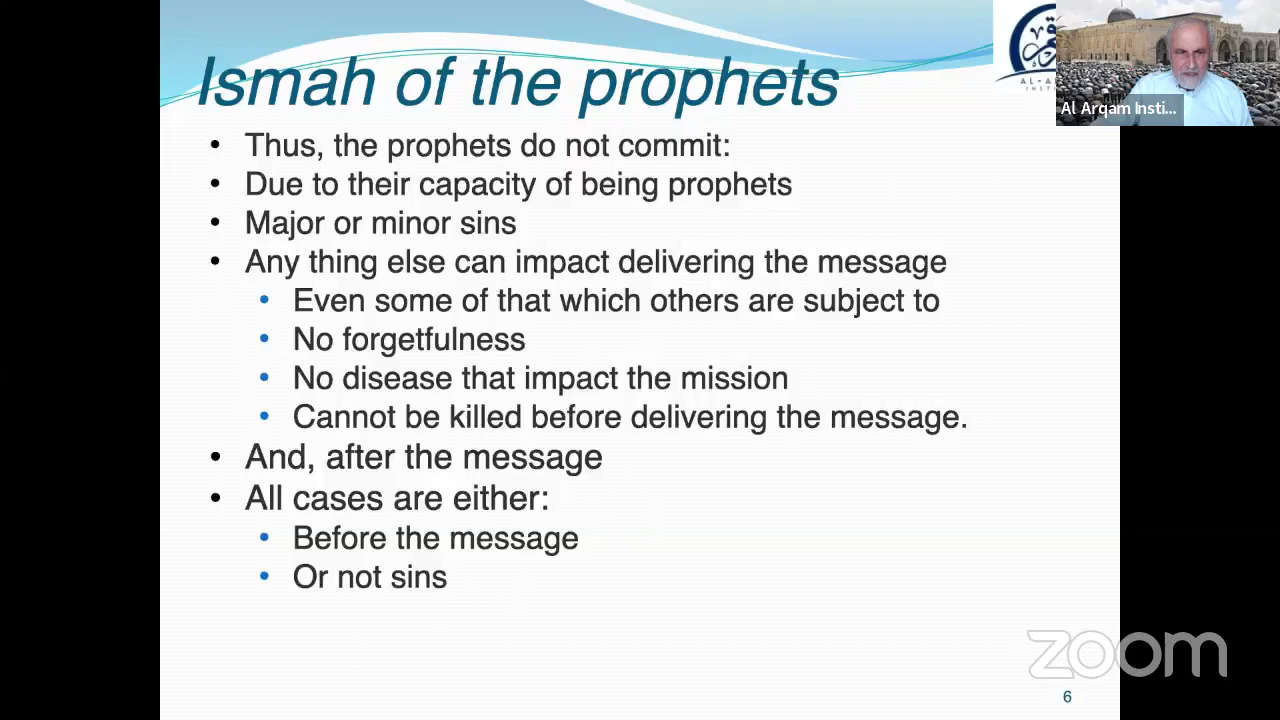 Ismah of the prophets
• Thus, the prophets do not commit:
• Due to their capacity of being prophets
• Major or minor sins
• Any thing else can impact delivering the message
• Even some of that which others are subject to
• No forgetfulness
• No disease that impact the mission
• Cannot be killed before delivering the message.
• And, after the message
• All cases are either:
• Before the message
• Or not sins
Al Arqam Insti...
zoom
6